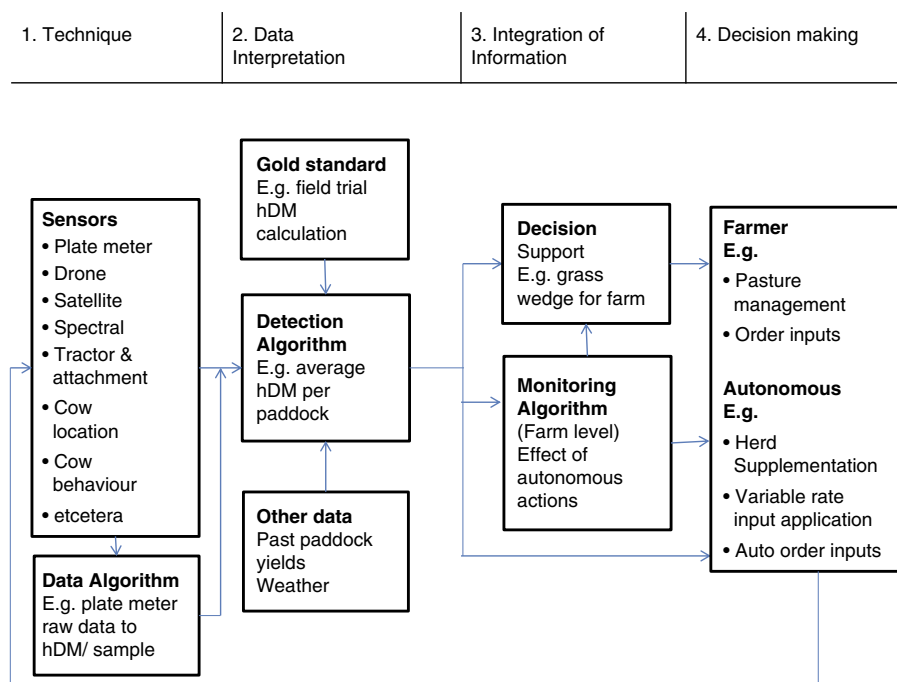 1. Technique
2. Data
Interpretation
3. Integration of
Information
4. Decision making
Sensors
• Plate meter
• Drone
• Satellite
• Spectral
• Tractor &
attachment
• Cow
location
• Cow
behaviour
• etcetera
Data Algorithm
E.g. plate meter
raw data to
hDM/ sample
Gold standard
E.g. field trial
hDM
calculation
Detection
Algorithm
E.g. average
hDM per
paddock
Other data
Past paddock
yields
Weather
Decision
Support
E.g. grass
wedge for farm
Monitoring
Algorithm
(Farm level)
Effect of
autonomous
actions
Farmer
E.g.
• Pasture
management
• Order inputs
Autonomous
E.g.
• Herd
Supplementation
• Variable rate
input application
• Auto order inputs